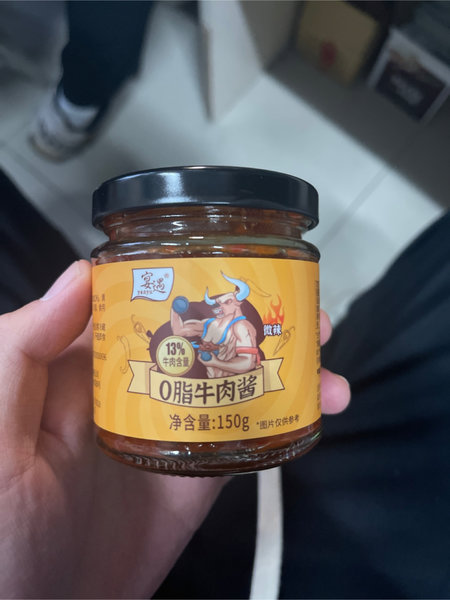 宴遇®
YANYU
微辣
13%
牛肉含量
0脂牛肉酱
净含量:150g
*图片仅供参考